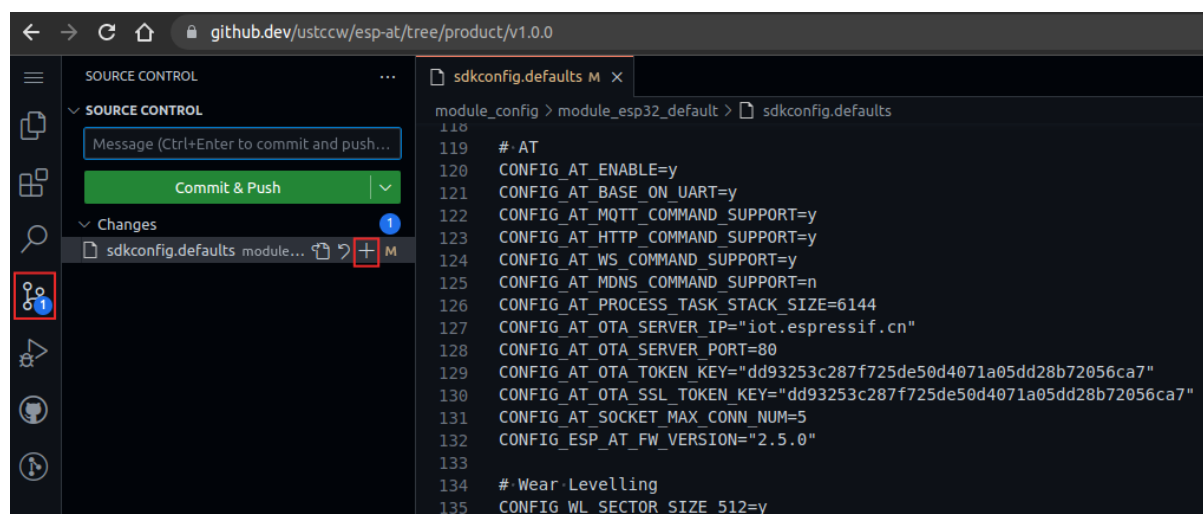 github.dev/ustccw/esp-at/tree/product/v1.0.0
SOURCE CONTROL ...
SOURCE CONTROL
Message (Ctrl+Enter to commit and push...
Commit & Push
Changes 1
sdkconfig.defaults module... M
1
sdkconfig.defaults M
module_config > module_esp32_default > sdkconfig.defaults
118
119 # AT
120 CONFIG_AT_ENABLE=y
121 CONFIG_AT_BASE_ON_UART=y
122 CONFIG_AT_MQTT_COMMAND_SUPPORT=y
123 CONFIG_AT_HTTP_COMMAND_SUPPORT=y
124 CONFIG_AT_WS_COMMAND_SUPPORT=y
125 CONFIG_AT_MDNS_COMMAND_SUPPORT=n
126 CONFIG_AT_PROCESS_TASK_STACK_SIZE=6144
127 CONFIG_AT_OTA_SERVER_IP="iot.espressif.cn"
128 CONFIG_AT_OTA_SERVER_PORT=80
129 CONFIG_AT_OTA_TOKEN_KEY="dd93253c287f725de50d4071a05dd28b72056ca7"
130 CONFIG_AT_OTA_SSL_TOKEN_KEY="dd93253c287f725de50d4071a05dd28b72056ca7"
131 CONFIG_AT_SOCKET_MAX_CONN_NUM=5
132 CONFIG_ESP_AT_FW_VERSION="2.5.0"
133
134 # Wear Levelling
135 CONFIG_WL_SECTOR_SIZE_512=y